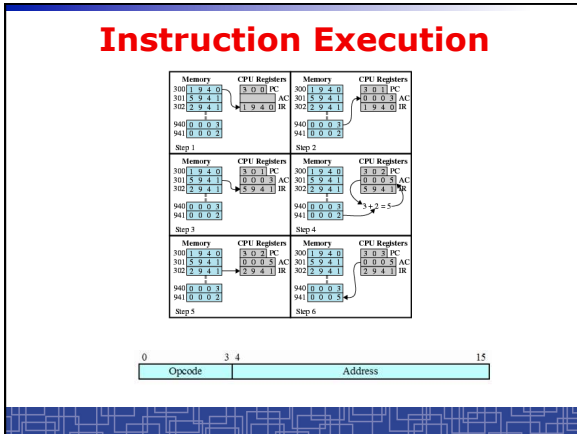 Instruction Execution
Memory CPU Registers
300 1 9 4 0 3 0 0 PC
301 5 9 4 1 AC
302 2 9 4 1 1 9 4 0 IR
940 0 0 0 3
941 0 0 0 2
Step 1
Memory CPU Registers
300 1 9 4 0 3 0 1 PC
301 5 9 4 1 0 0 0 3 AC
302 2 9 4 1 1 9 4 0 IR
940 0 0 0 3
941 0 0 0 2
Step 2
Memory CPU Registers
300 1 9 4 0 3 0 1 PC
301 5 9 4 1 0 0 0 3 AC
302 2 9 4 1 5 9 4 1 IR
940 0 0 0 3
941 0 0 0 2
Step 3
Memory CPU Registers
300 1 9 4 0 3 0 2 PC
301 5 9 4 1 0 0 0 5 AC
302 2 9 4 1 5 9 4 1 IR
940 0 0 0 3 3 + 2 = 5
941 0 0 0 2
Step 4
Memory CPU Registers
300 1 9 4 0 3 0 2 PC
301 5 9 4 1 0 0 0 5 AC
302 2 9 4 1 2 9 4 1 IR
940 0 0 0 3
941 0 0 0 2
Step 5
Memory CPU Registers
300 1 9 4 0 3 0 3 PC
301 5 9 4 1 0 0 0 5 AC
302 2 9 4 1 2 9 4 1 IR
940 0 0 0 3
941 0 0 0 5
Step 6
0 3 4 15
Opcode Address